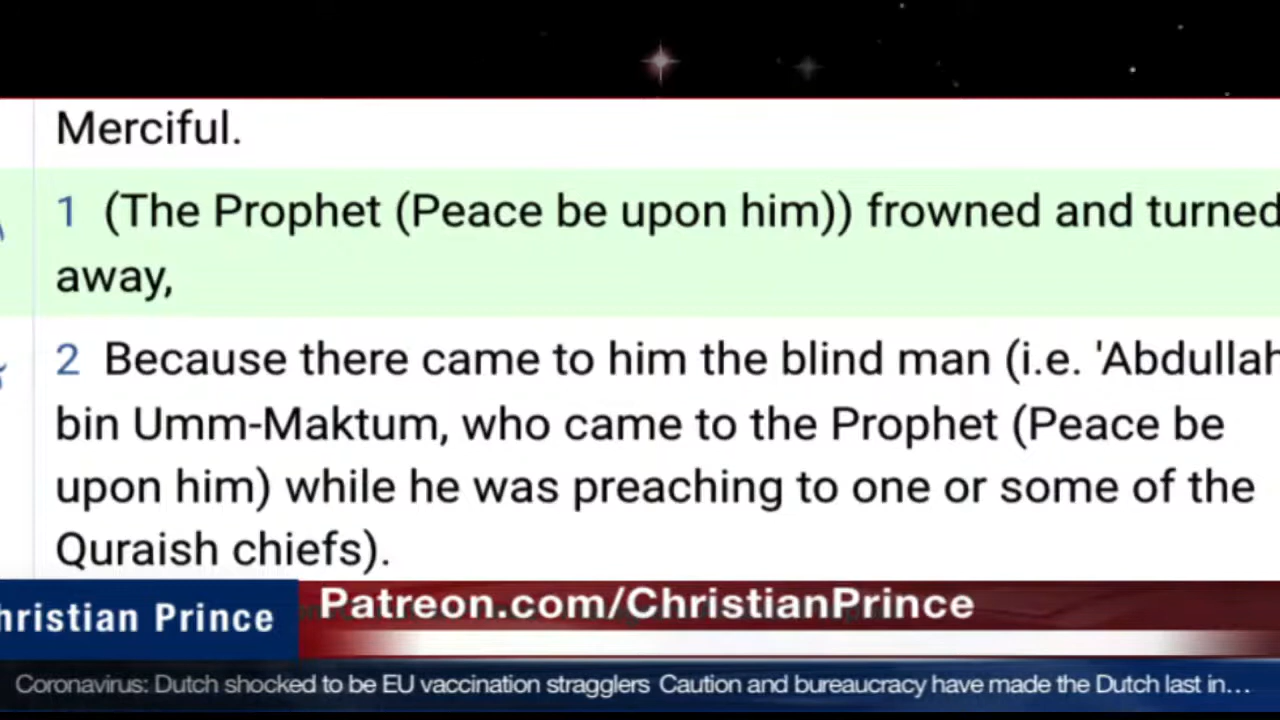 Merciful.
1 (The Prophet (Peace be upon him)) frowned and turned
away,
2 Because there came to him the blind man (i.e. 'Abdullah
bin Umm-Maktum, who came to the Prophet (Peace be
upon him) while he was preaching to one or some of the
Quraish chiefs).
hristian Prince
Patreon.com/ChristianPrince
Coronavirus: Dutch shocked to be EU vaccination stragglers Caution and bureaucracy have made the Dutch last in…